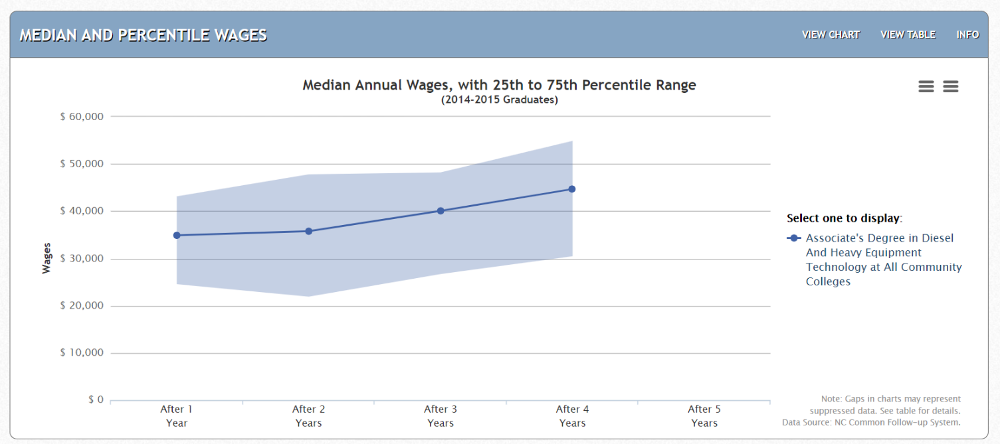 MEDIAN AND PERCENTILE WAGES
VIEW CHART
VIEW TABLE
INFO
Median Annual Wages, with 25th to 75th Percentile Range
(2014-2015 Graduates)
$ 60,000
$ 50,000
$ 40,000
$ 30,000
$ 20,000
$ 10,000
$ 0
Wages
After 1
Year
After 2
Years
After 3
Years
After 4
Years
After 5
Years
Select one to display:
Associate's Degree in Diesel
And Heavy Equipment
Technology at All Community
Colleges
Note: Gaps in charts may represent
suppressed data. See table for details.
Data Source: NC Common Follow-up System.